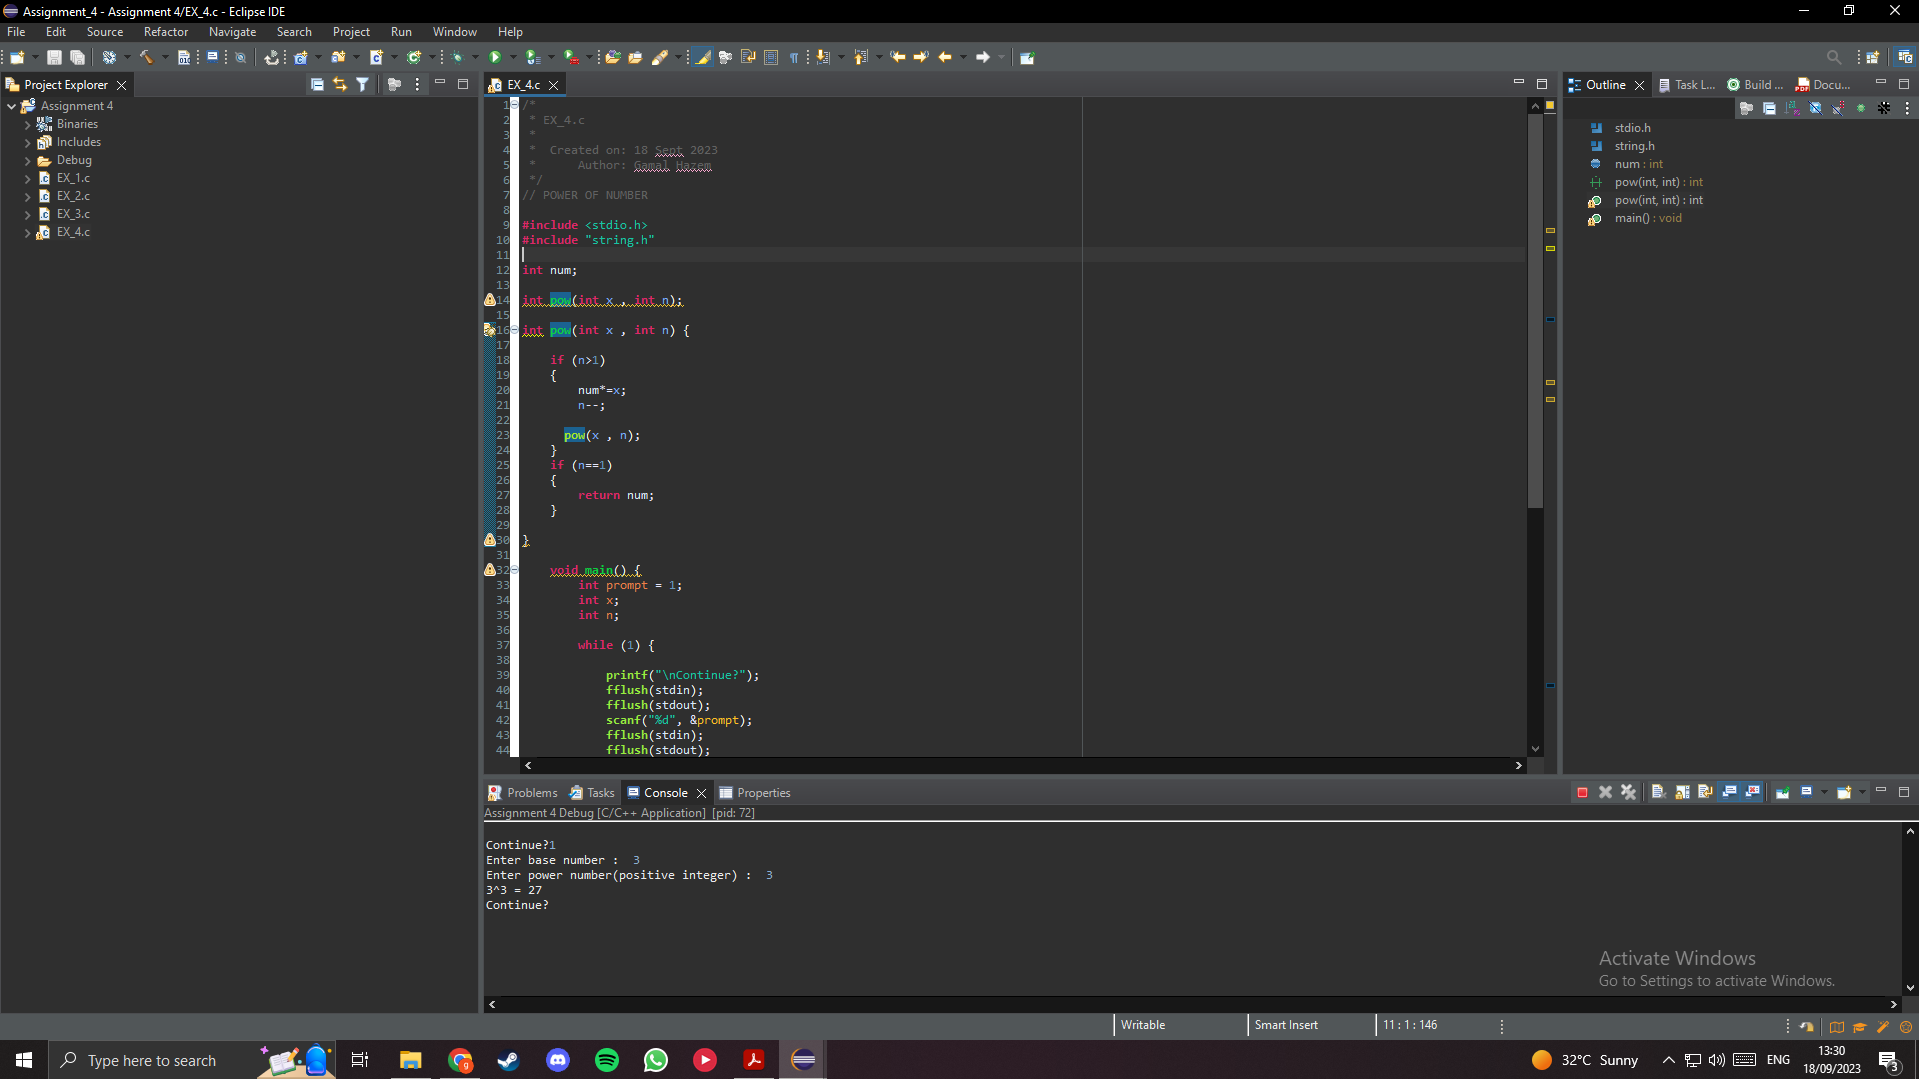 Assignment_4 - Assignment 4/EX_4.c - Eclipse IDE
File Edit Source Refactor Navigate Search Project Run Window Help
Project Explorer
Assignment 4
Binaries
Includes
Debug
EX_1.c
EX_2.c
EX_3.c
EX_4.c
EX_4.c
1 /*
2  * EX_4.c
3  *
4  *  Created on: 18 Sept 2023
5  *      Author: Gamal Hazem
6  */
7 // POWER OF NUMBER
8
9 #include <stdio.h>
10 #include "string.h"
11
12 int num;
13
14 int pow(int x , int n);
15
16 int pow(int x , int n) {
17
18     if (n>1)
19     {
20         num*=x;
21         n--;
22
23       pow(x , n);
24     }
25     if (n==1)
26     {
27         return num;
28     }
29
30 }
31
32     void main() {
33         int prompt = 1;
34         int x;
35         int n;
36
37         while (1) {
38
39             printf("\nContinue?");
40             fflush(stdin);
41             fflush(stdout);
42             scanf("%d", &prompt);
43             fflush(stdin);
44             fflush(stdout);
Outline Task L... Build ... Docu...
stdio.h
string.h
num : int
pow(int, int) : int
pow(int, int) : int
main() : void
Problems Tasks Console Properties
Assignment 4 Debug [C/C++ Application] [pid: 72]
Continue?1
Enter base number :  3
Enter power number(positive integer) :  3
3^3 = 27
Continue?
Activate Windows
Go to Settings to activate Windows.
Writable Smart Insert 11 : 1 : 146
Type here to search
32°C Sunny
ENG
13:30
18/09/2023
3